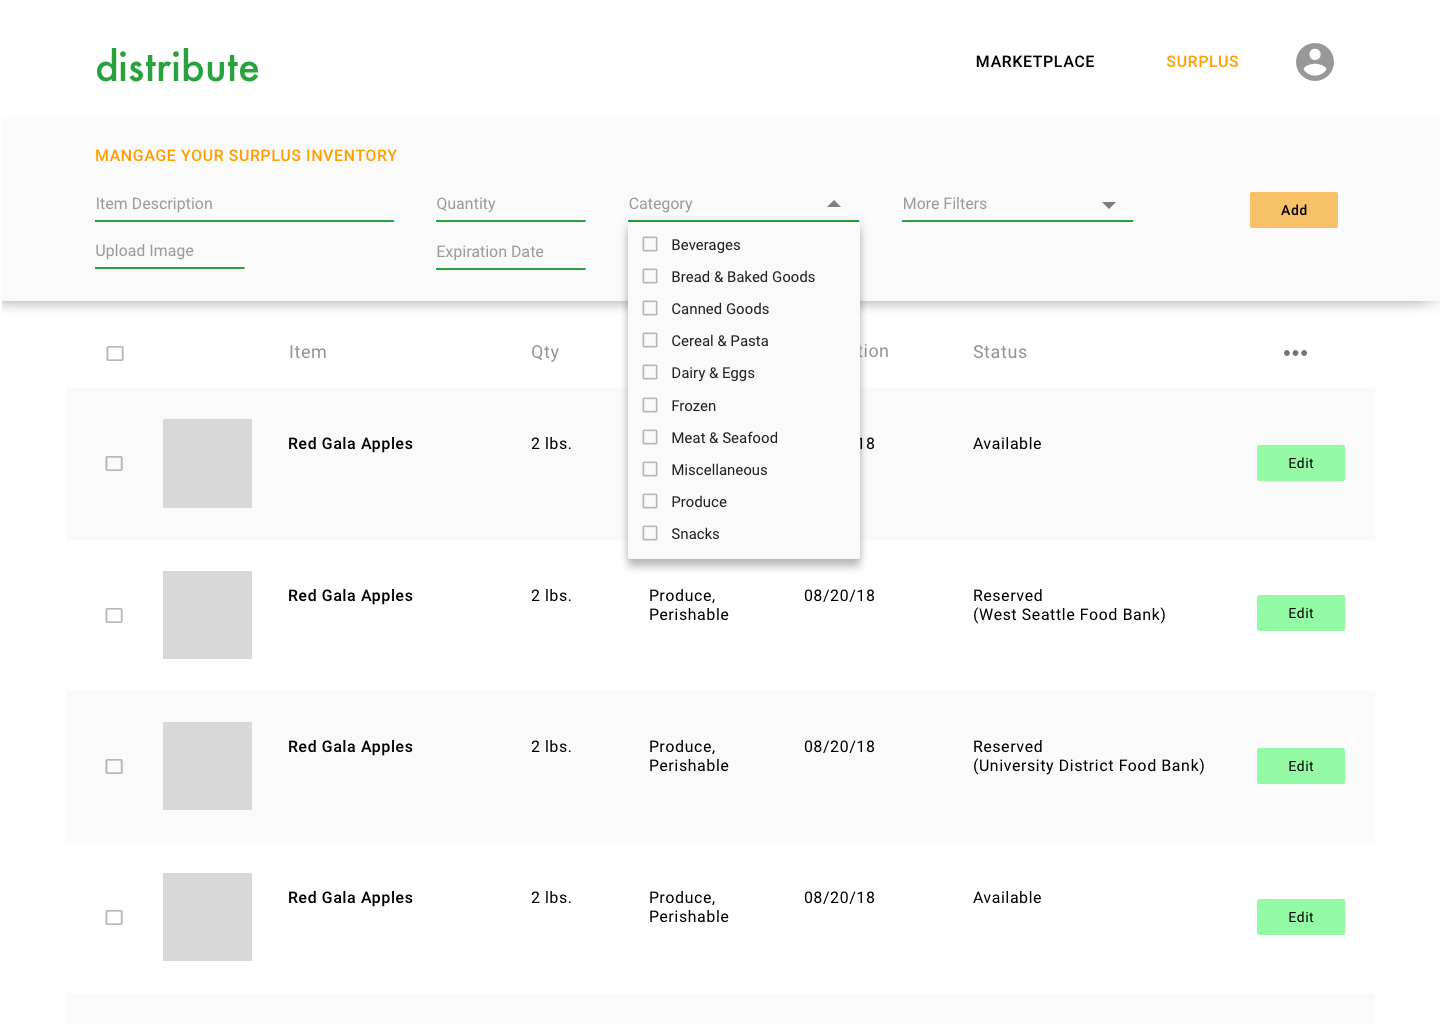 distribute
MARKETPLACE
SURPLUS
MANGAGE YOUR SURPLUS INVENTORY
Item Description
Quantity
Category
More Filters
Add
Upload Image
Expiration Date
Beverages
Bread & Baked Goods
Canned Goods
Cereal & Pasta
Dairy & Eggs
Frozen
Meat & Seafood
Miscellaneous
Produce
Snacks
Item
Qty
Status
Red Gala Apples
2 lbs.
18
Available
Edit
Red Gala Apples
2 lbs.
Produce,
Perishable
08/20/18
Reserved
(West Seattle Food Bank)
Edit
Red Gala Apples
2 lbs.
Produce,
Perishable
08/20/18
Reserved
(University District Food Bank)
Edit
Red Gala Apples
2 lbs.
Produce,
Perishable
08/20/18
Available
Edit